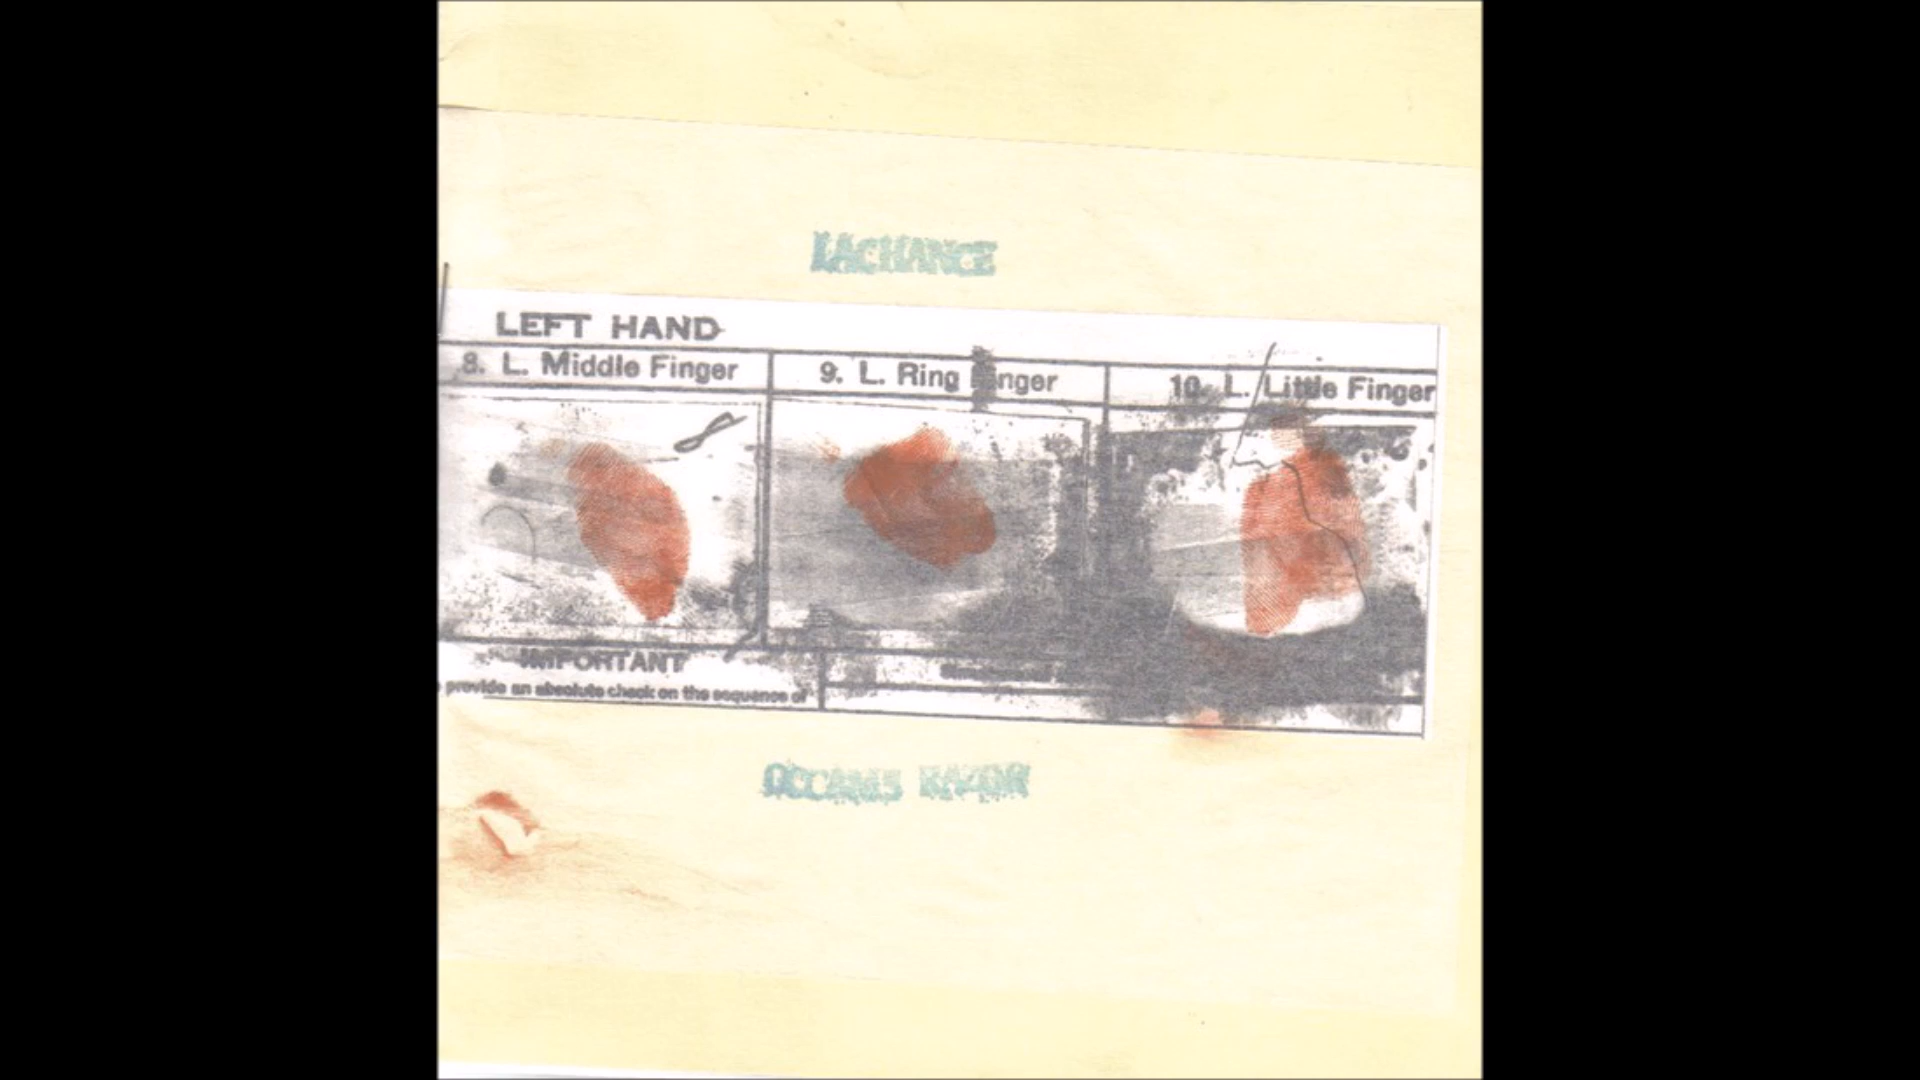 LACHANCE
LEFT HAND
8. L. Middle Finger
9. L. Ring nger
10. L. Little Finger
IMPORTANT
provide an absolute check on the sequence of
OCCAMS RAZOR